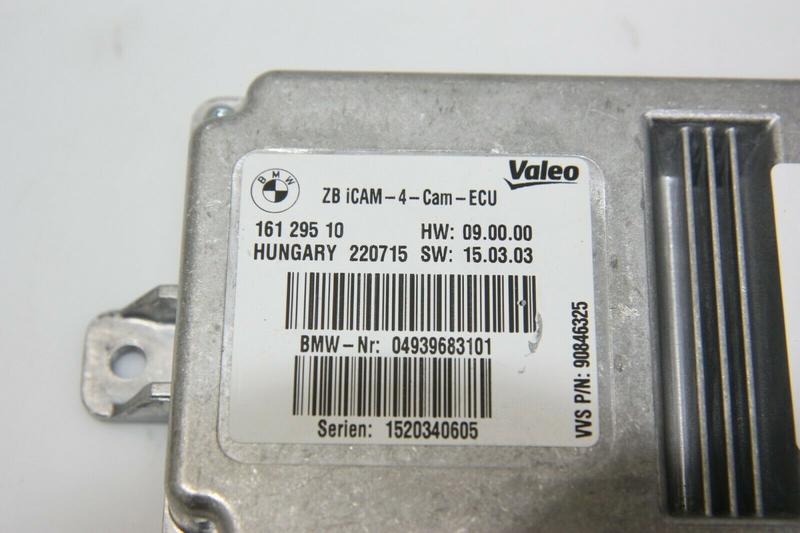 BMW
Valeo
ZB iCAM-4-Cam-ECU
161 295 10 HW: 09.00.00
HUNGARY 220715 SW: 15.03.03
BMW-Nr: 04939683101
Serien: 1520340605
VVS P/N: 90846325